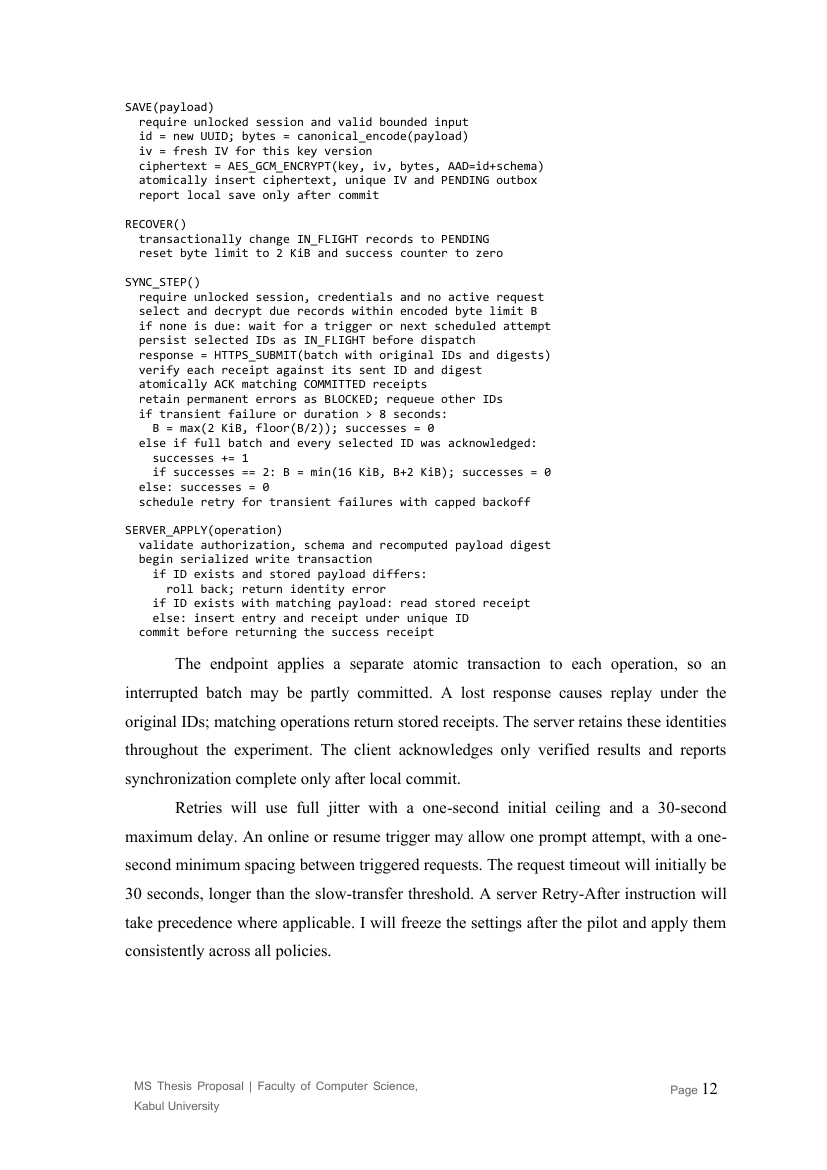 SAVE(payload)
require unlocked session and valid bounded input
id = new UUID; bytes = canonical_encode(payload)
iv = fresh IV for this key version
ciphertext = AES_GCM_ENCRYPT(key, iv, bytes, AAD=id+schema)
atomically insert ciphertext, unique IV and PENDING outbox
report local save only after commit
RECOVER()
transactionally change IN_FLIGHT records to PENDING
reset byte limit to 2 KiB and success counter to zero
SYNC_STEP()
require unlocked session, credentials and no active request
select and decrypt due records within encoded byte limit B
if none is due: wait for a trigger or next scheduled attempt
persist selected IDs as IN_FLIGHT before dispatch
response = HTTPS_SUBMIT(batch with original IDs and digests)
verify each receipt against its sent ID and digest
atomically ACK matching COMMITTED receipts
retain permanent errors as BLOCKED; requeue other IDs
if transient failure or duration > 8 seconds:
B = max(2 KiB, floor(B/2)); successes = 0
else if full batch and every selected ID was acknowledged:
successes += 1
if successes == 2: B = min(16 KiB, B+2 KiB); successes = 0
else: successes = 0
schedule retry for transient failures with capped backoff
SERVER_APPLY(operation)
validate authorization, schema and recomputed payload digest
begin serialized write transaction
if ID exists and stored payload differs:
roll back; return identity error
if ID exists with matching payload: read stored receipt
else: insert entry and receipt under unique ID
commit before returning the success receipt
The endpoint applies a separate atomic transaction to each operation, so an
interrupted batch may be partly committed. A lost response causes replay under the
original IDs; matching operations return stored receipts. The server retains these identities
throughout the experiment. The client acknowledges only verified results and reports
synchronization complete only after local commit.
Retries will use full jitter with a one-second initial ceiling and a 30-second
maximum delay. An online or resume trigger may allow one prompt attempt, with a one-
second minimum spacing between triggered requests. The request timeout will initially be
30 seconds, longer than the slow-transfer threshold. A server Retry-After instruction will
take precedence where applicable. I will freeze the settings after the pilot and apply them
consistently across all policies.
MS Thesis Proposal | Faculty of Computer Science,
Kabul University
Page 12